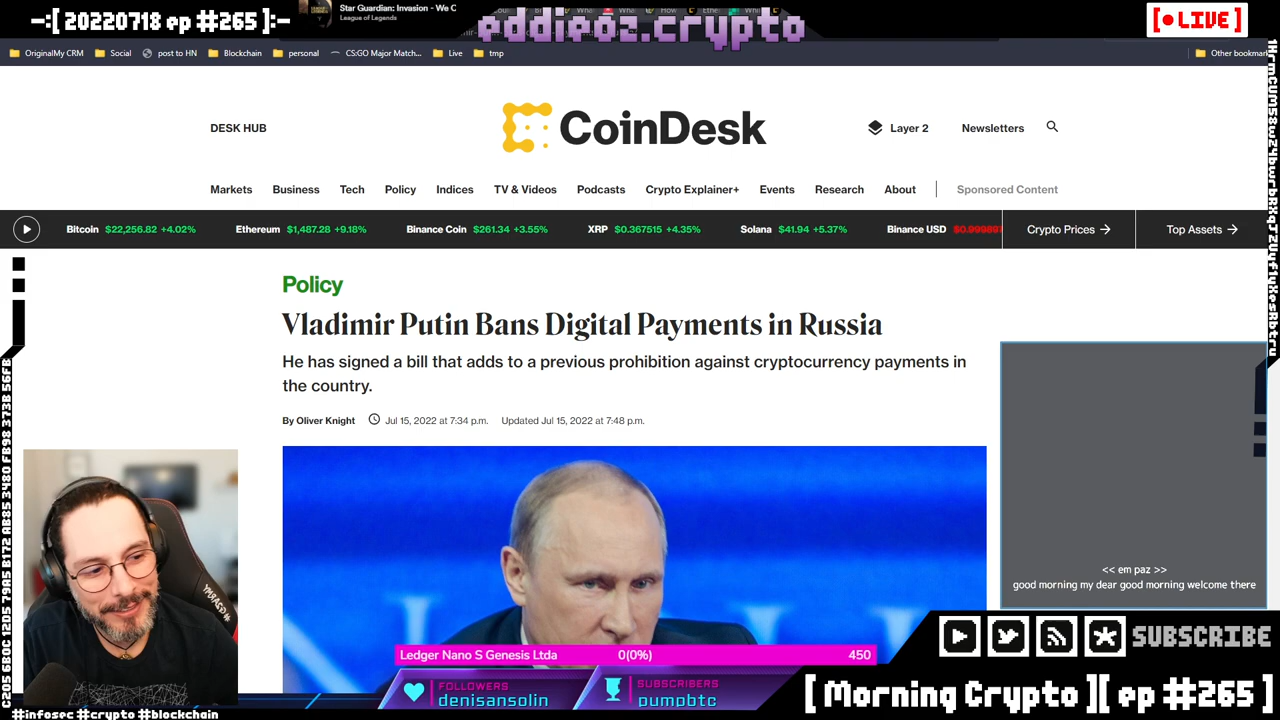 -:[ 20220718 ep #265 ]:-
Star Guardian: Invasion - We C
League of Legends
eddieoz.crypto
[ • LIVE ]
OriginalMy CRM
Social
post to HN
Blockchain
personal
CS:GO Major Match...
Live
tmp
Other bookmar
DESK HUB
CoinDesk
Layer 2
Newsletters
Markets Business Tech Policy Indices TV & Videos Podcasts Crypto Explainer+ Events Research About Sponsored Content
Bitcoin $22,256.82 +4.02% Ethereum $1,487.28 +9.18% Binance Coin $261.34 +3.55% XRP $0.367515 +4.35% Solana $41.94 +5.37% Binance USD Crypto Prices → Top Assets →
Policy
Vladimir Putin Bans Digital Payments in Russia
He has signed a bill that adds to a previous prohibition against cryptocurrency payments in
the country.
By Oliver Knight Jul 15, 2022 at 7:34 p.m. Updated Jul 15, 2022 at 7:48 p.m.
<< em paz >>
good morning my dear good morning welcome there
SUBSCRIBE
Ledger Nano S Genesis Ltda 0(0%) 450
FOLLOWERS
denisansolin
SUBSCRIBERS
pumpbtc
[ Morning Crypto ][ ep #265 ]
#infosec #crypto #blockchain